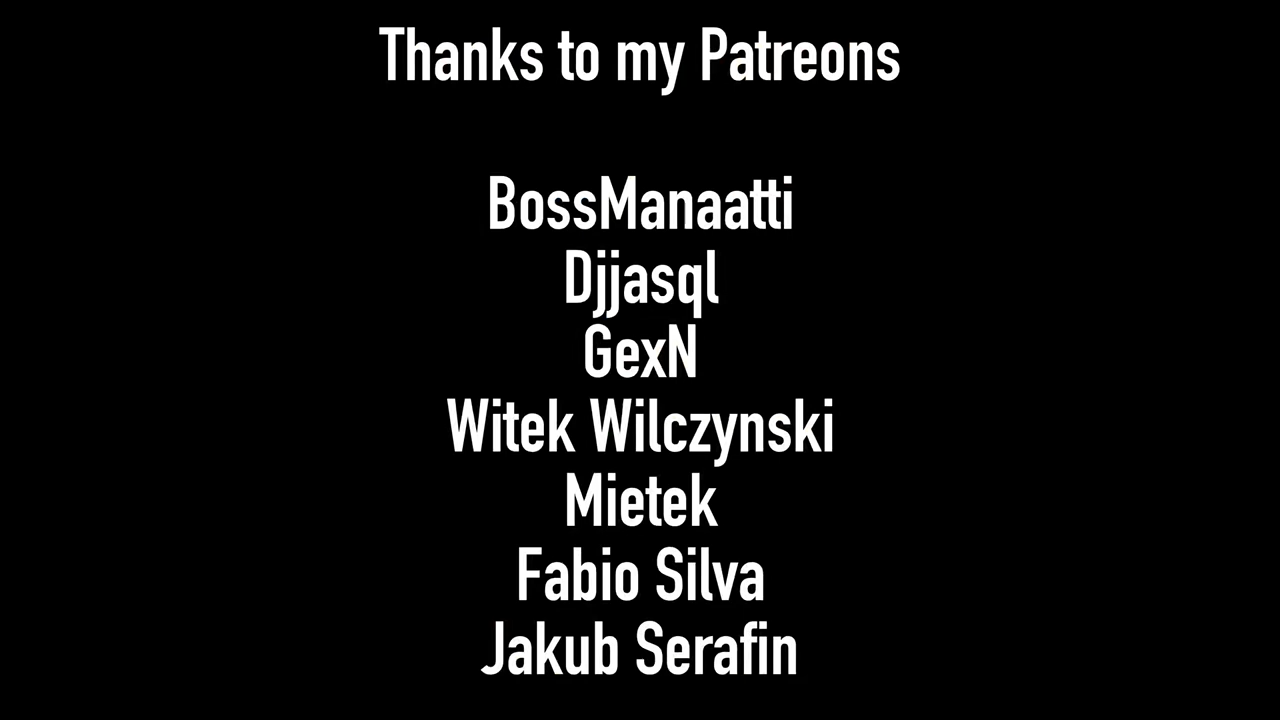 Thanks to my Patreons
BossManaatti
Djjasql
GexN
Witek Wilczynski
Mietek
Fabio Silva
Jakub Serafin